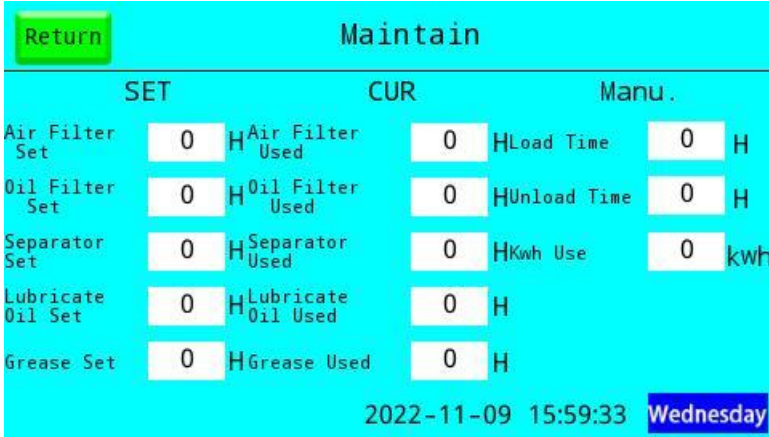 Return
Maintain
SET CUR Manu.
Air Filter Set 0 H Air Filter Used 0 H Load Time 0 H
Oil Filter Set 0 H Oil Filter Used 0 H Unload Time 0 H
Separator Set 0 H Separator Used 0 H Kwh Use 0 kwh
Lubricate Oil Set 0 H Lubricate Oil Used 0 H
Grease Set 0 H Grease Used 0 H
2022-11-09 15:59:33 Wednesday